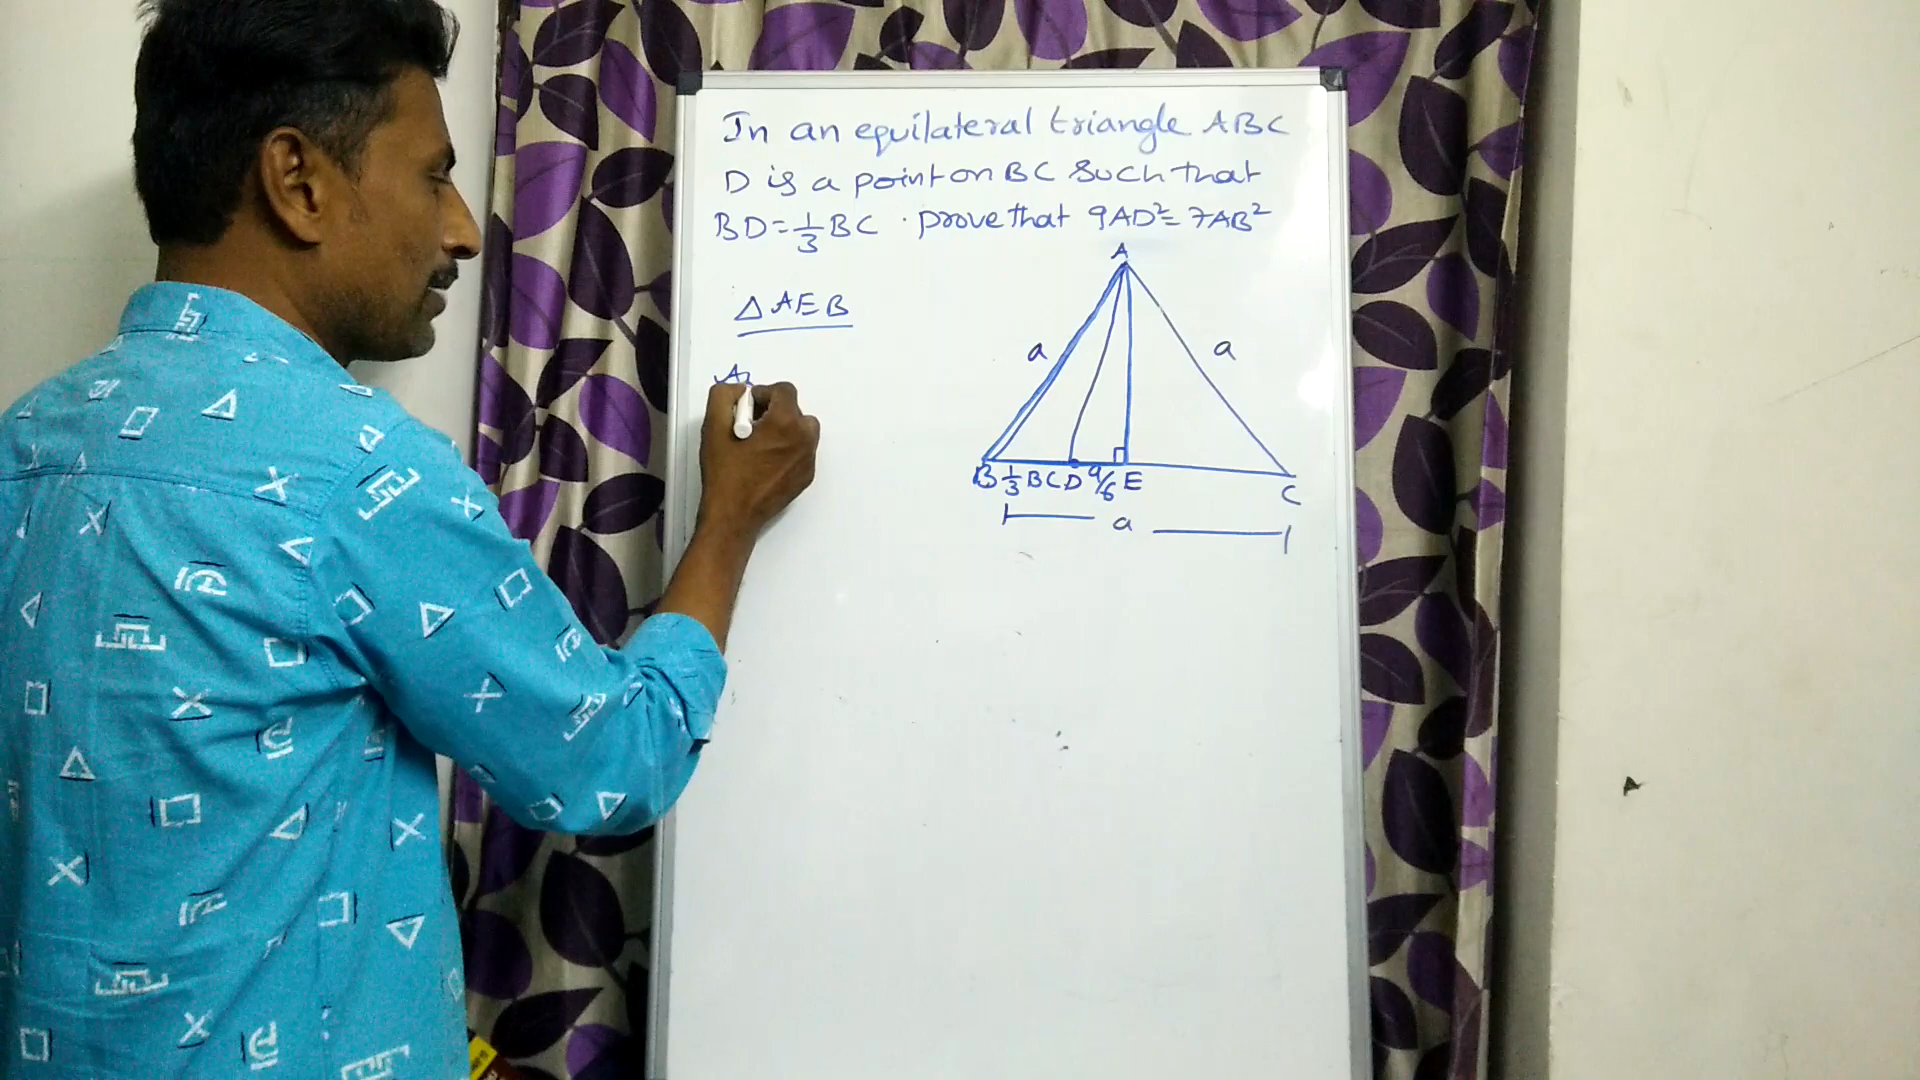 In an equilateral triangle ABC
D is a point on BC such that
BD = 1/3 BC . prove that 9AD² = 7AB²
A
Δ AEB
a
a
B 1/3 BC D a/6 E
C
a